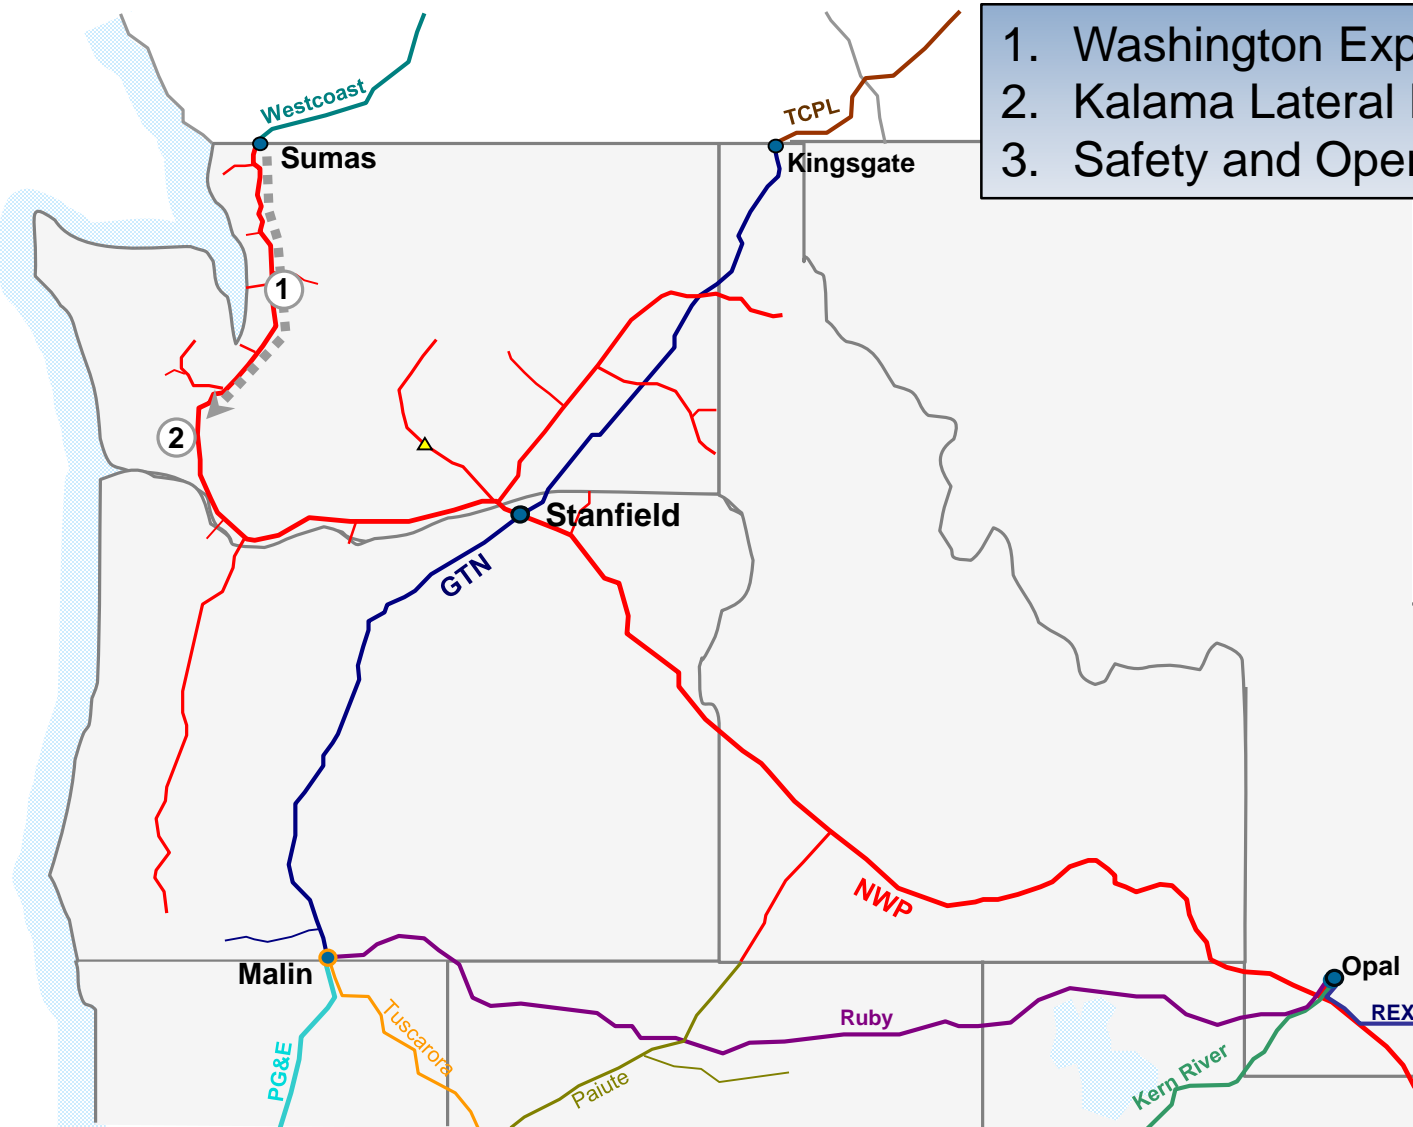 1. Washington Exp
2. Kalama Lateral
3. Safety and Oper
Westcoast
TCPL
Sumas
Kingsgate
1
2
Stanfield
GTN
NWP
Malin
Opal
Ruby
REX
Tuscarora
PG&E
Paiute
Kern River